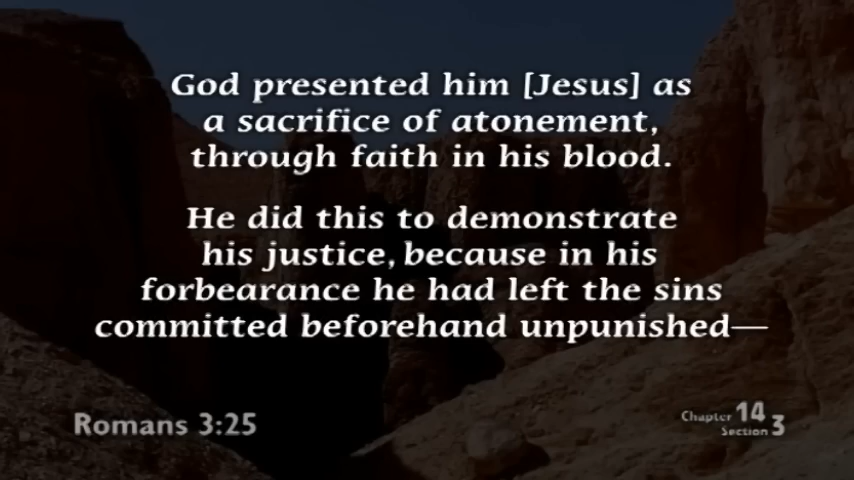 God presented him [Jesus] as
a sacrifice of atonement,
through faith in his blood.
He did this to demonstrate
his justice, because in his
forbearance he had left the sins
committed beforehand unpunished—
Romans 3:25
Chapter 14
Section 3